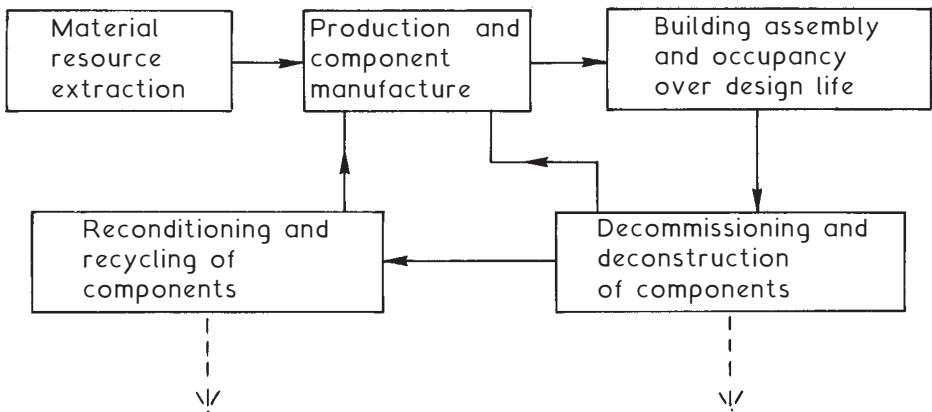 Material
resource
extraction
Production and
component
manufacture
Building assembly
and occupancy
over design life
Reconditioning and
recycling of
components
Decommissioning and
deconstruction
of components